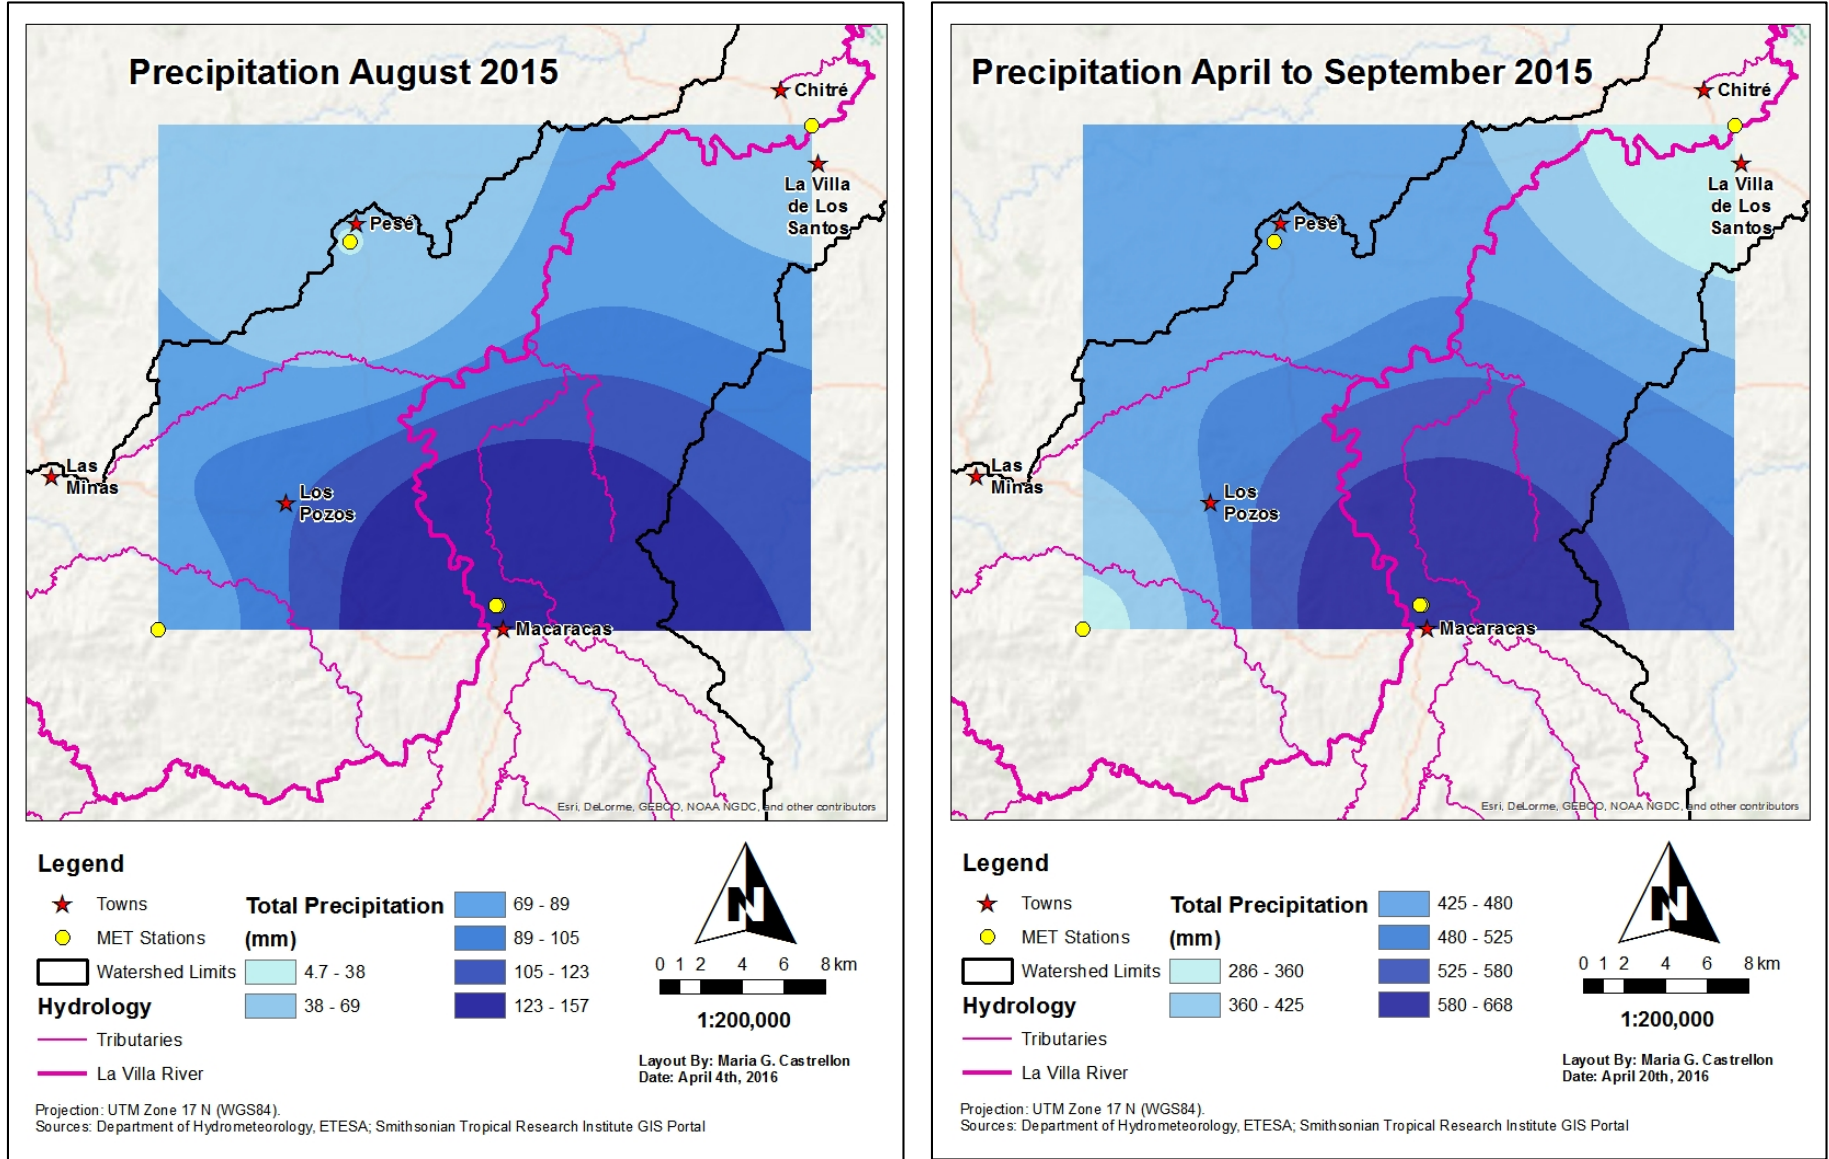 Precipitation August 2015
Chitré
La Villa
de Los
Santos
Pesé
Las
Minas
Los
Pozos
Macaracas
Esri, DeLorme, GEBCO, NOAA NGDC, and other contributors
Legend
Towns
MET Stations
Watershed Limits
Hydrology
Tributaries
La Villa River
Total Precipitation
(mm)
4.7 - 38
38 - 69
69 - 89
89 - 105
105 - 123
123 - 157
N
0 1 2 4 6 8 km
1:200,000
Layout By: Maria G. Castrellon
Date: April 4th, 2016
Projection: UTM Zone 17 N (WGS84).
Sources: Department of Hydrometeorology, ETESA; Smithsonian Tropical Research Institute GIS Portal
Precipitation April to September 2015
Chitré
La Villa
de Los
Santos
Pesé
Las
Minas
Los
Pozos
Macaracas
Esri, DeLorme, GEBCO, NOAA NGDC, and other contributors
Legend
Towns
MET Stations
Watershed Limits
Hydrology
Tributaries
La Villa River
Total Precipitation
(mm)
286 - 360
360 - 425
425 - 480
480 - 525
525 - 580
580 - 668
N
0 1 2 4 6 8 km
1:200,000
Layout By: Maria G. Castrellon
Date: April 20th, 2016
Projection: UTM Zone 17 N (WGS84).
Sources: Department of Hydrometeorology, ETESA; Smithsonian Tropical Research Institute GIS Portal